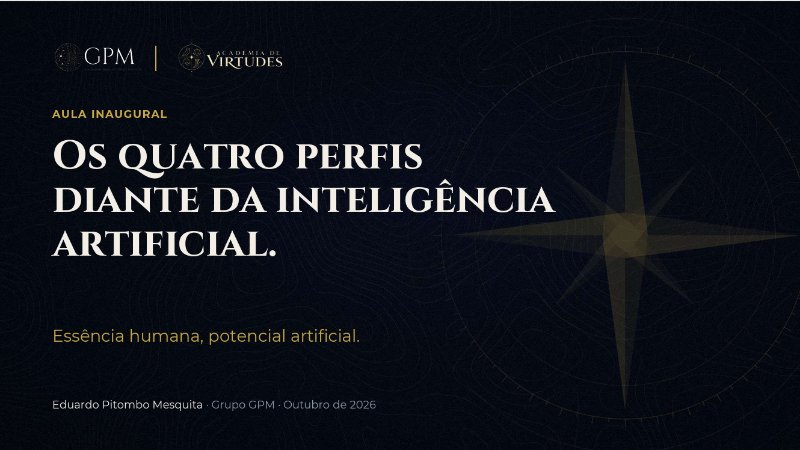 GPM
ACADEMIA DE
VIRTUDES
AULA INAUGURAL
OS QUATRO PERFIS
DIANTE DA INTELIGÊNCIA
ARTIFICIAL.
Essência humana, potencial artificial.
Eduardo Pitombo Mesquita · Grupo GPM · Outubro de 2026